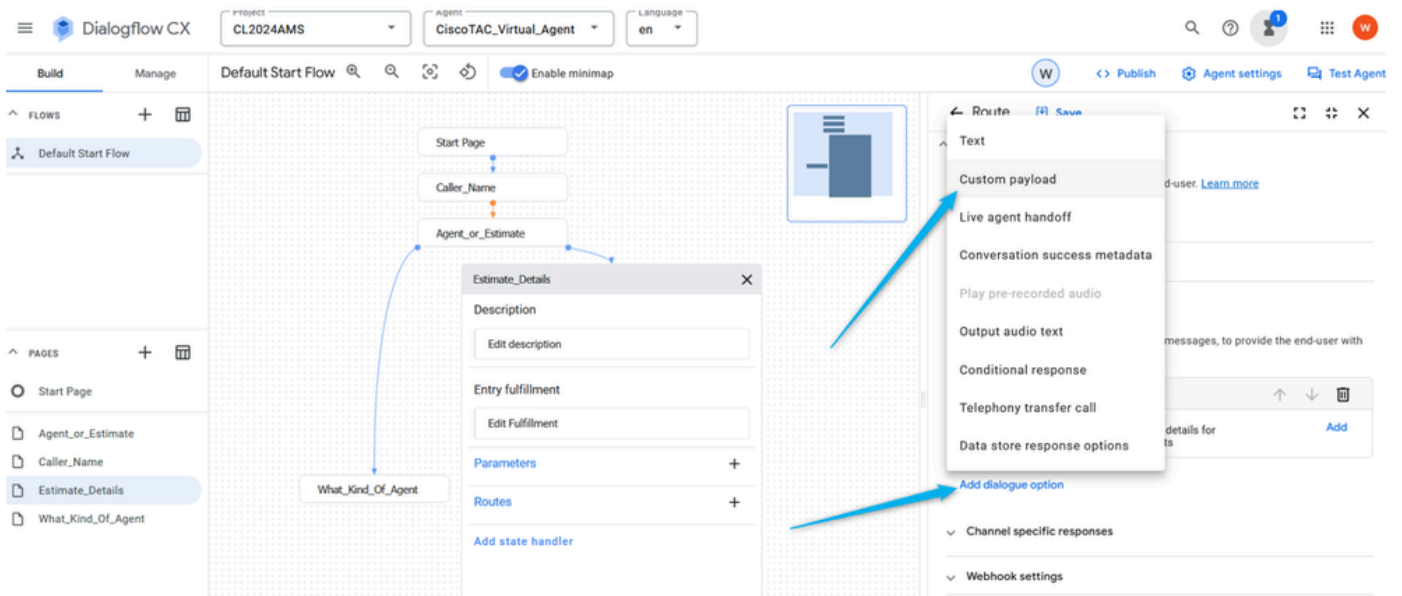 Project
Agent
Language
Dialogflow CX
CL2024AMS
CiscoTAC_Virtual_Agent
en
1
W
Build
Manage
Default Start Flow
Enable minimap
W
Publish
Agent settings
Test Agent
FLOWS
Default Start Flow
PAGES
Start Page
Agent_or_Estimate
Caller_Name
Estimate_Details
What_Kind_Of_Agent
Start Page
Caller_Name
Agent_or_Estimate
What_Kind_Of_Agent
Estimate_Details
Description
Edit description
Entry fulfillment
Edit Fulfillment
Parameters
Routes
Add state handler
Route
Save
Text
Custom payload
Live agent handoff
Conversation success metadata
Play pre-recorded audio
Output audio text
Conditional response
Telephony transfer call
Data store response options
d-user. Learn more
messages, to provide the end-user with
details for
ts
Add
Add dialogue option
Channel specific responses
Webhook settings